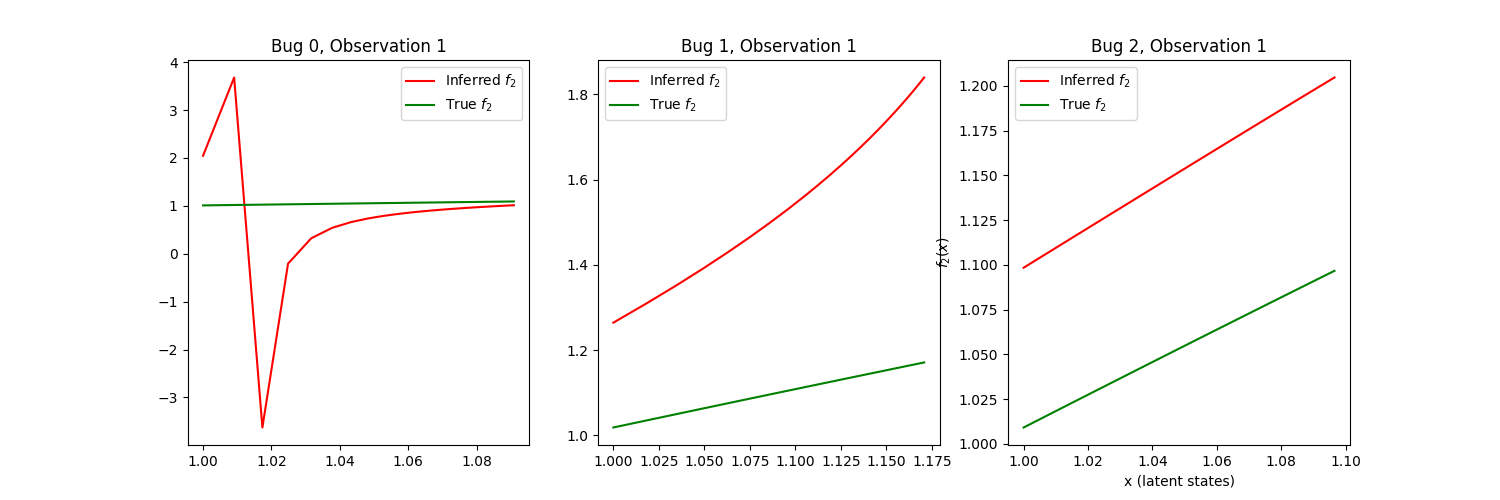 Bug 0, Observation 1
Inferred f₂
True f₂
4
3
2
1
0
−1
−2
−3
1.00 1.02 1.04 1.06 1.08
Bug 1, Observation 1
Inferred f₂
True f₂
1.8
1.6
1.4
1.2
1.0
1.000 1.025 1.050 1.075 1.100 1.125 1.150 1.175
Bug 2, Observation 1
Inferred f₂
True f₂
f₂(x)
1.200
1.175
1.150
1.125
1.100
1.075
1.050
1.025
1.000
1.00 1.02 1.04 1.06 1.08 1.10
x (latent states)